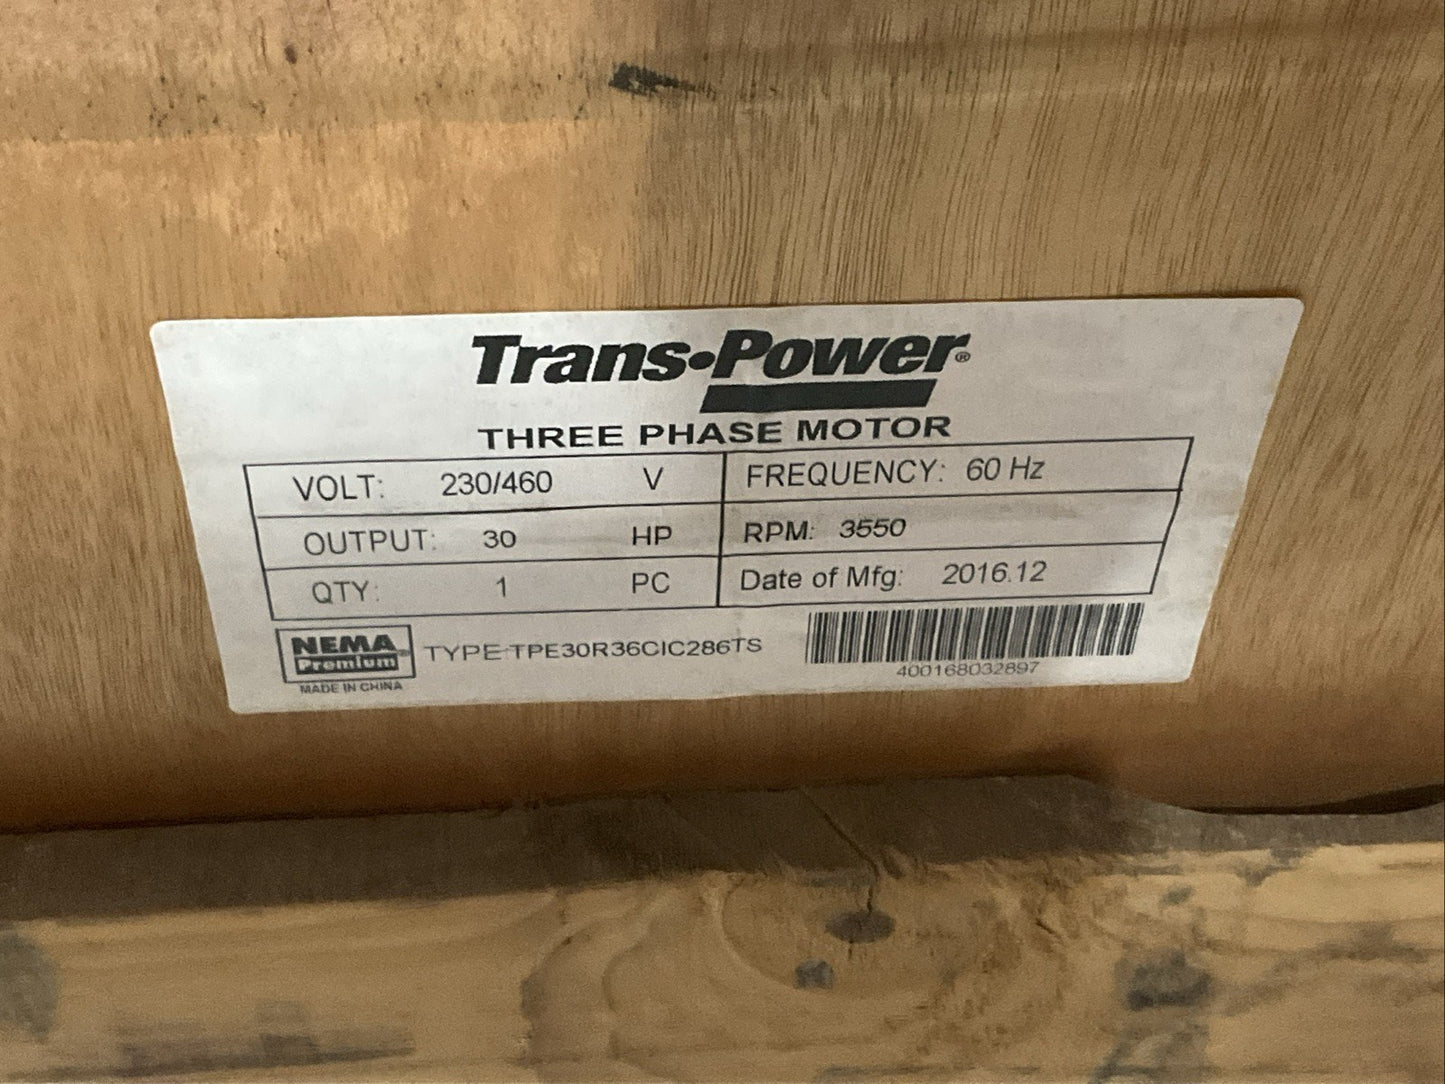 Trans•Power®
THREE PHASE MOTOR
VOLT: 230/460 V FREQUENCY: 60 Hz
OUTPUT: 30 HP RPM: 3550
QTY: 1 PC Date of Mfg: 2016.12
NEMA
Premium
MADE IN CHINA
TYPE:TPE30R36CIC286TS
400168032897